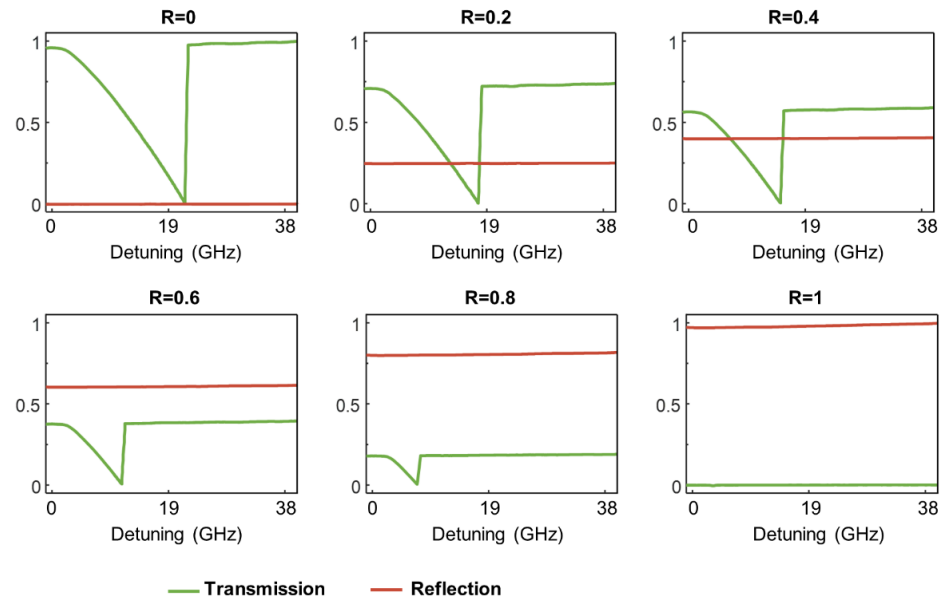 R=0 R=0.2 R=0.4
1 1 1
0.5 0.5 0.5
0 0 0
0 19 38 0 19 38 0 19 38
Detuning (GHz) Detuning (GHz) Detuning (GHz)
R=0.6 R=0.8 R=1
1 1 1
0.5 0.5 0.5
0 0 0
0 19 38 0 19 38 0 19 38
Detuning (GHz) Detuning (GHz) Detuning (GHz)
Transmission Reflection